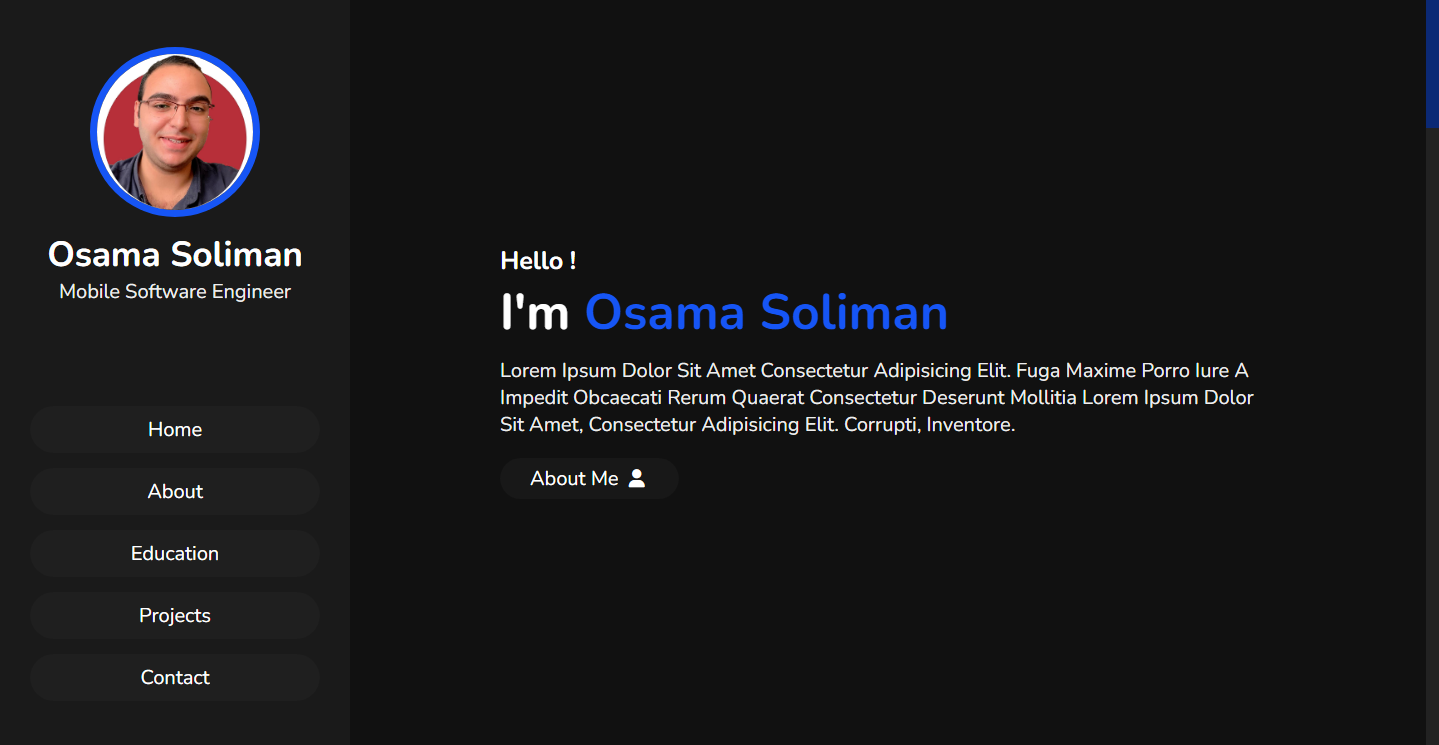 Osama Soliman
Mobile Software Engineer
Home
About
Education
Projects
Contact
Hello !
I'm Osama Soliman
Lorem Ipsum Dolor Sit Amet Consectetur Adipisicing Elit. Fuga Maxime Porro Iure A
Impedit Obcaecati Rerum Quaerat Consectetur Deserunt Mollitia Lorem Ipsum Dolor
Sit Amet, Consectetur Adipisicing Elit. Corrupti, Inventore.
About Me